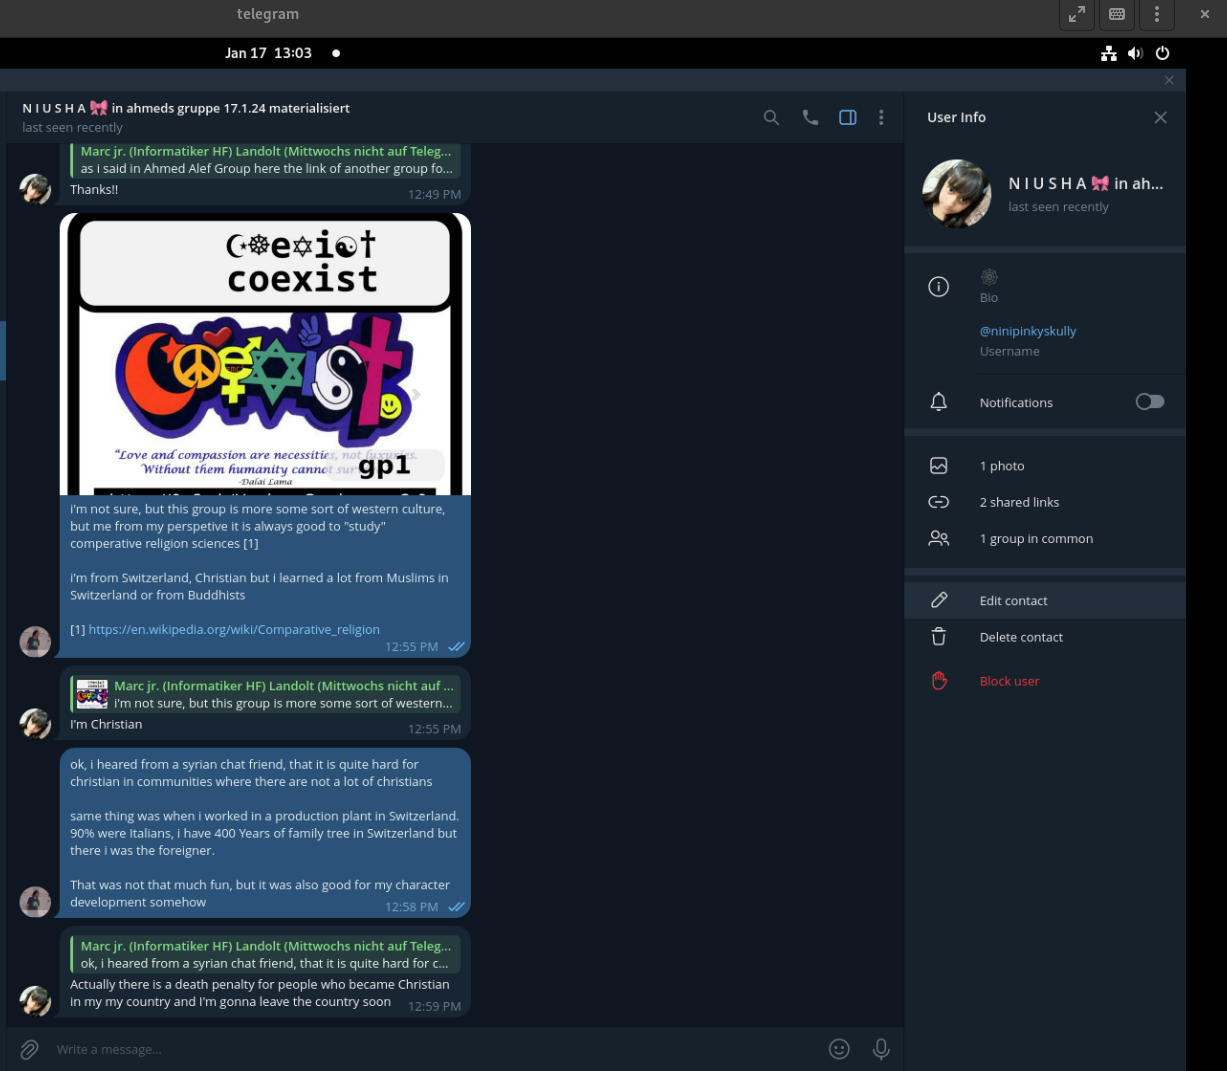 telegram
Jan 17 13:03
N I U S H A 🎀 in ahmeds gruppe 17.1.24 materialisiert
last seen recently
Marc jr. (Informatiker HF) Landolt (Mittwochs nicht auf Teleg...
as i said in Ahmed Alef Group here the link of another group fo...
Thanks!!
12:49 PM
☪☸e✡i☯✝
coexist
COEXIST
"Love and compassion are necessities, not luxuries.
Without them humanity cannot
-Dalai Lama
gp1
i'm not sure, but this group is more some sort of western culture,
but me from my perspetive it is always good to "study"
comperative religion sciences [1]
i'm from Switzerland, Christian but i learned a lot from Muslims in
Switzerland or from Buddhists
[1] https://en.wikipedia.org/wiki/Comparative_religion
12:55 PM
Marc jr. (Informatiker HF) Landolt (Mittwochs nicht auf ...
i'm not sure, but this group is more some sort of western...
I'm Christian
12:55 PM
ok, i heared from a syrian chat friend, that it is quite hard for
christian in communities where there are not a lot of christians
same thing was when i worked in a production plant in Switzerland.
90% were Italians, i have 400 Years of family tree in Switzerland but
there i was the foreigner.
That was not that much fun, but it was also good for my character
development somehow
12:58 PM
Marc jr. (Informatiker HF) Landolt (Mittwochs nicht auf Teleg...
ok, i heared from a syrian chat friend, that it is quite hard for c...
Actually there is a death penalty for people who became Christian
in my my country and I'm gonna leave the country soon
12:59 PM
Write a message...
User Info
N I U S H A 🎀 in ah...
last seen recently
🕸
Bio
@ninipinkyskully
Username
Notifications
1 photo
2 shared links
1 group in common
Edit contact
Delete contact
Block user